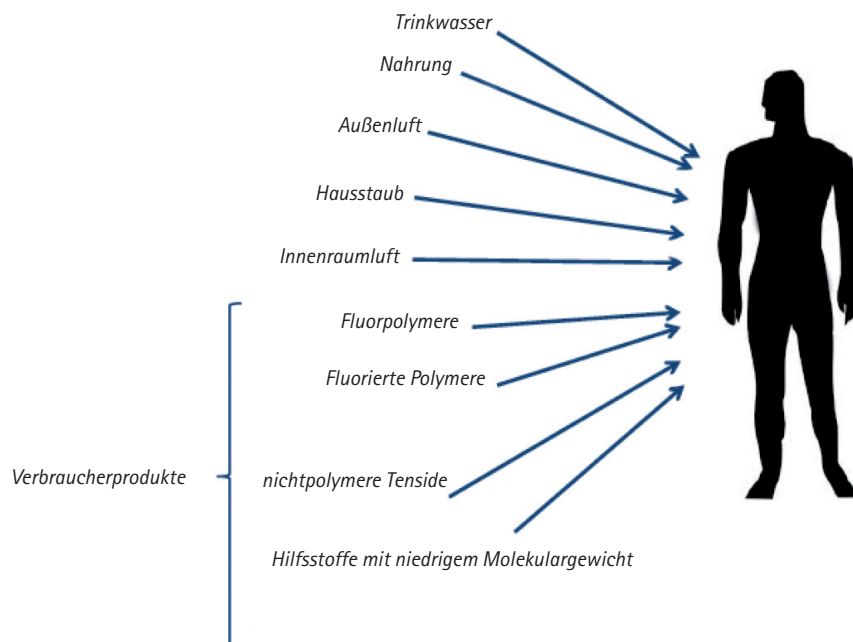 Trinkwasser
Nahrung
Außenluft
Hausstaub
Innenraumluft
Fluorpolymere
Fluorierte Polymere
Verbraucherprodukte
nichtpolymere Tenside
Hilfsstoffe mit niedrigem Molekulargewicht